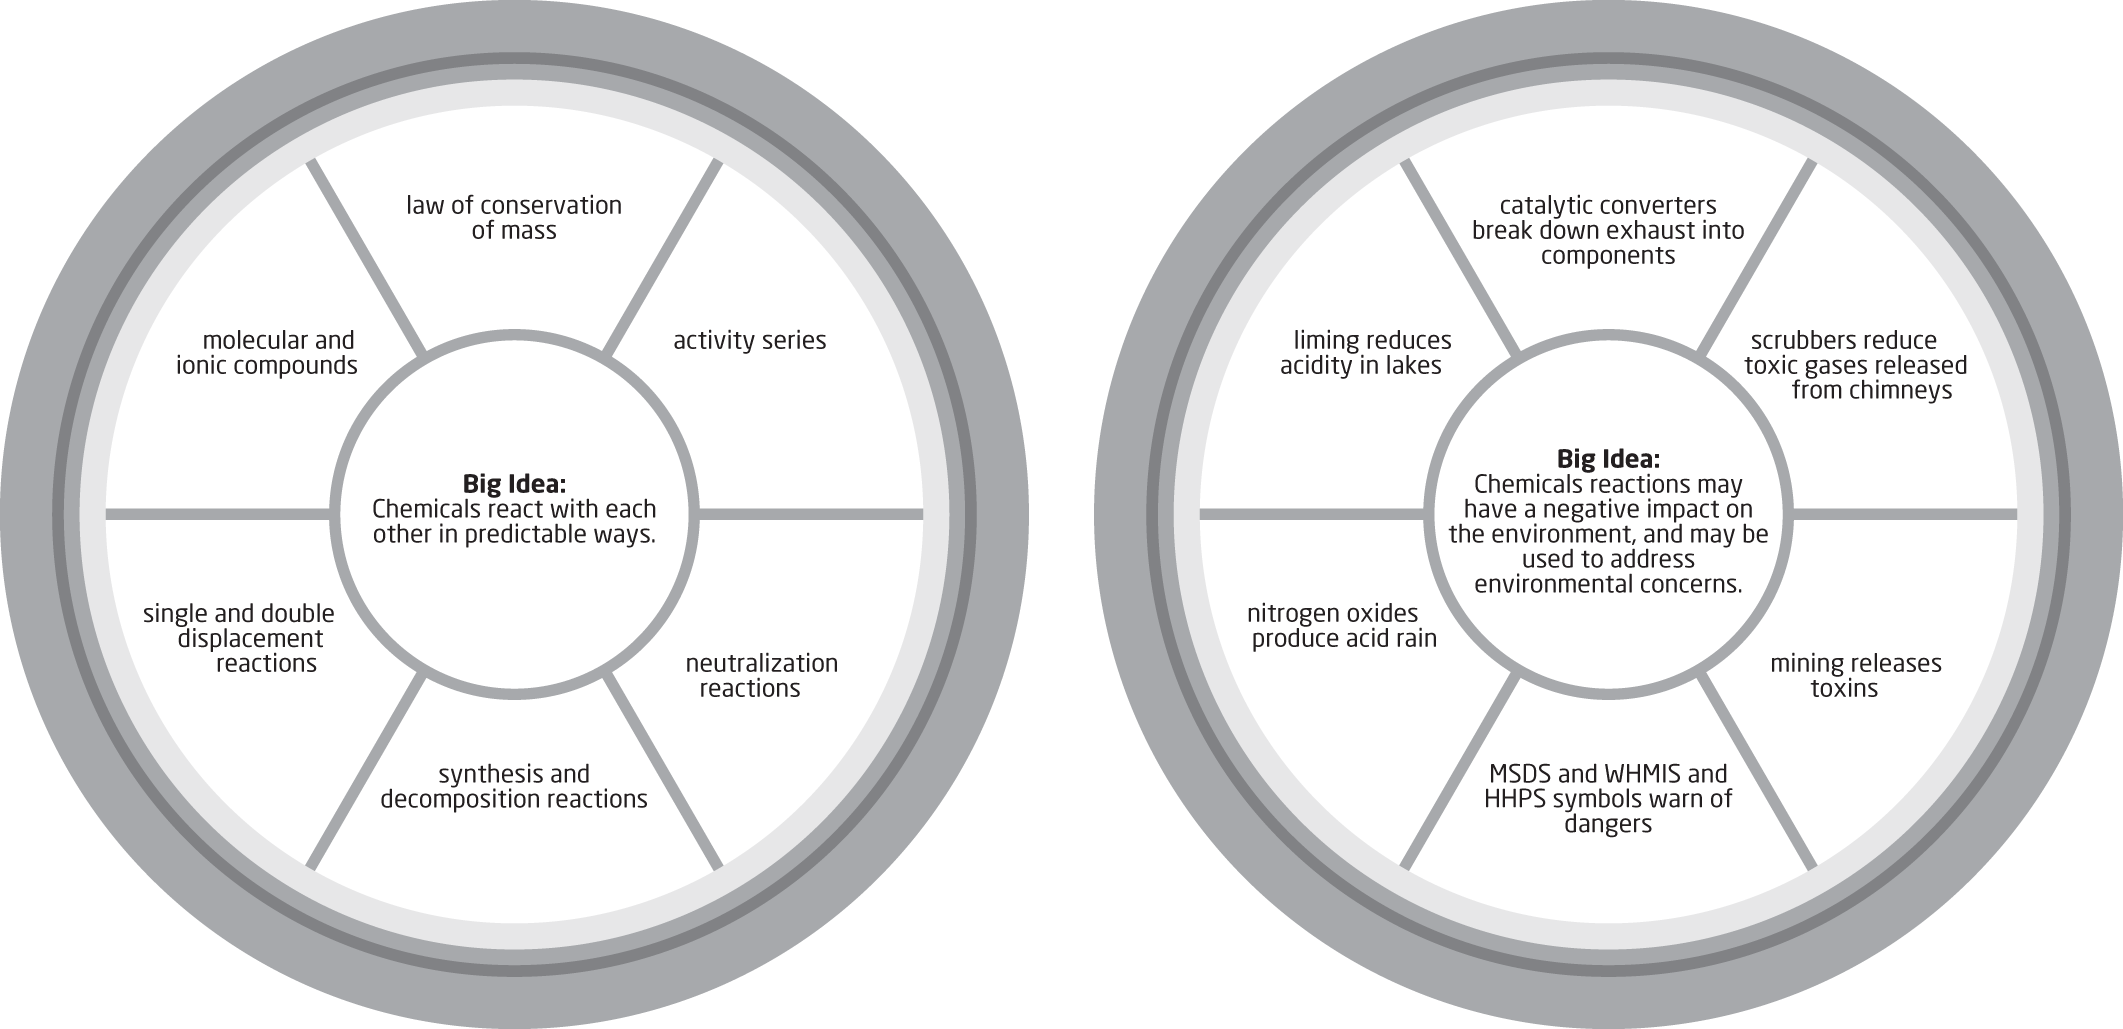 law of conservation
of mass
activity series
neutralization
reactions
synthesis and
decomposition reactions
single and double
displacement
reactions
molecular and
ionic compounds
Big Idea:
Chemicals react with each
other in predictable ways.
catalytic converters
break down exhaust into
components
scrubbers reduce
toxic gases released
from chimneys
mining releases
toxins
MSDS and WHMIS and
HHPS symbols warn of
dangers
nitrogen oxides
produce acid rain
liming reduces
acidity in lakes
Big Idea:
Chemicals reactions may
have a negative impact on
the environment, and may be
used to address
environmental concerns.